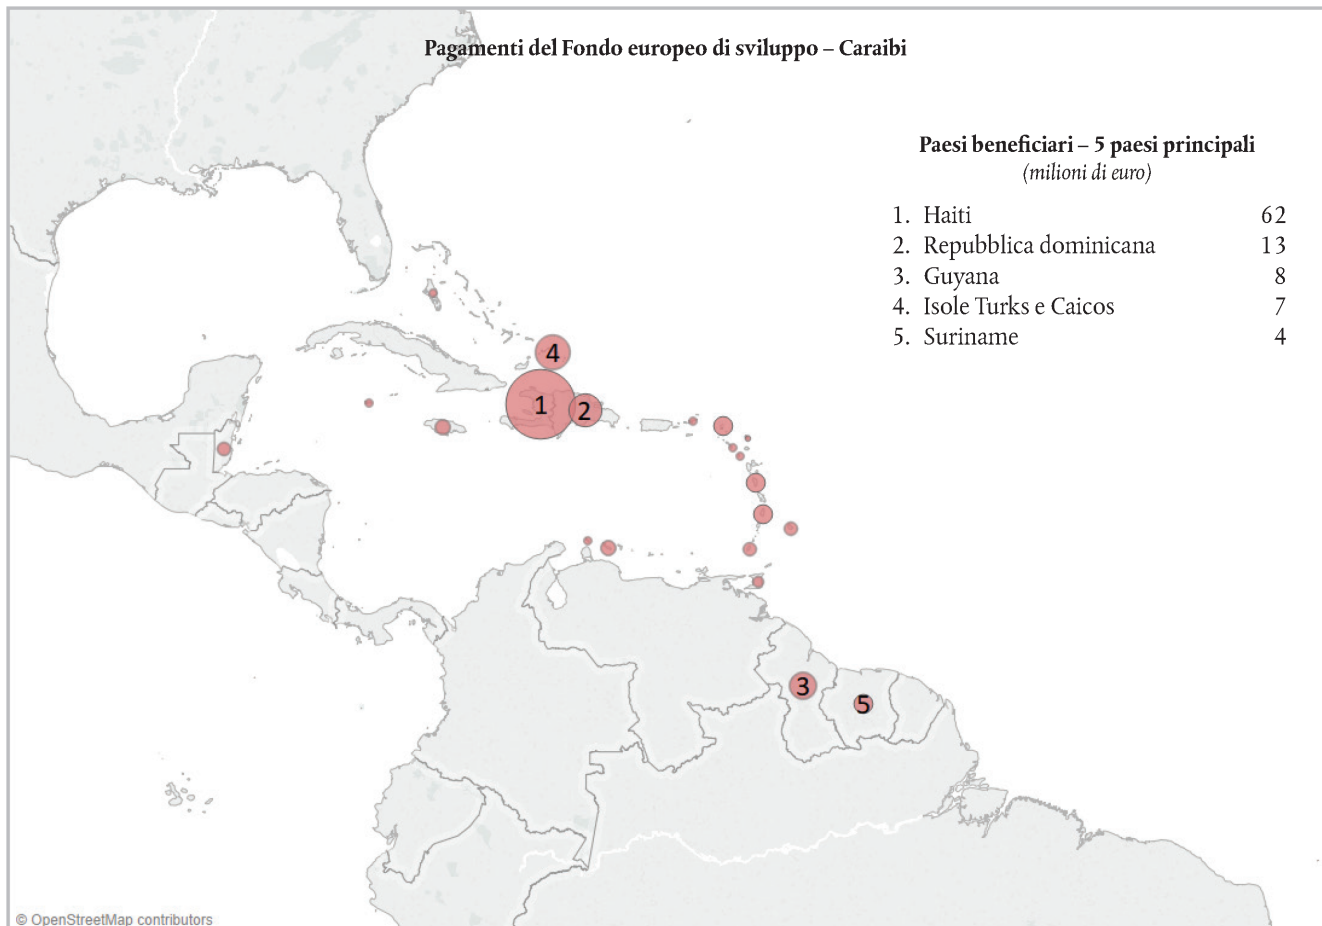 Pagamenti del Fondo europeo di sviluppo – Caraibi
Paesi beneficiari – 5 paesi principali
(milioni di euro)
1. Haiti 62
2. Repubblica dominicana 13
3. Guyana 8
4. Isole Turks e Caicos 7
5. Suriname 4
4
1
2
3
5
© OpenStreetMap contributors